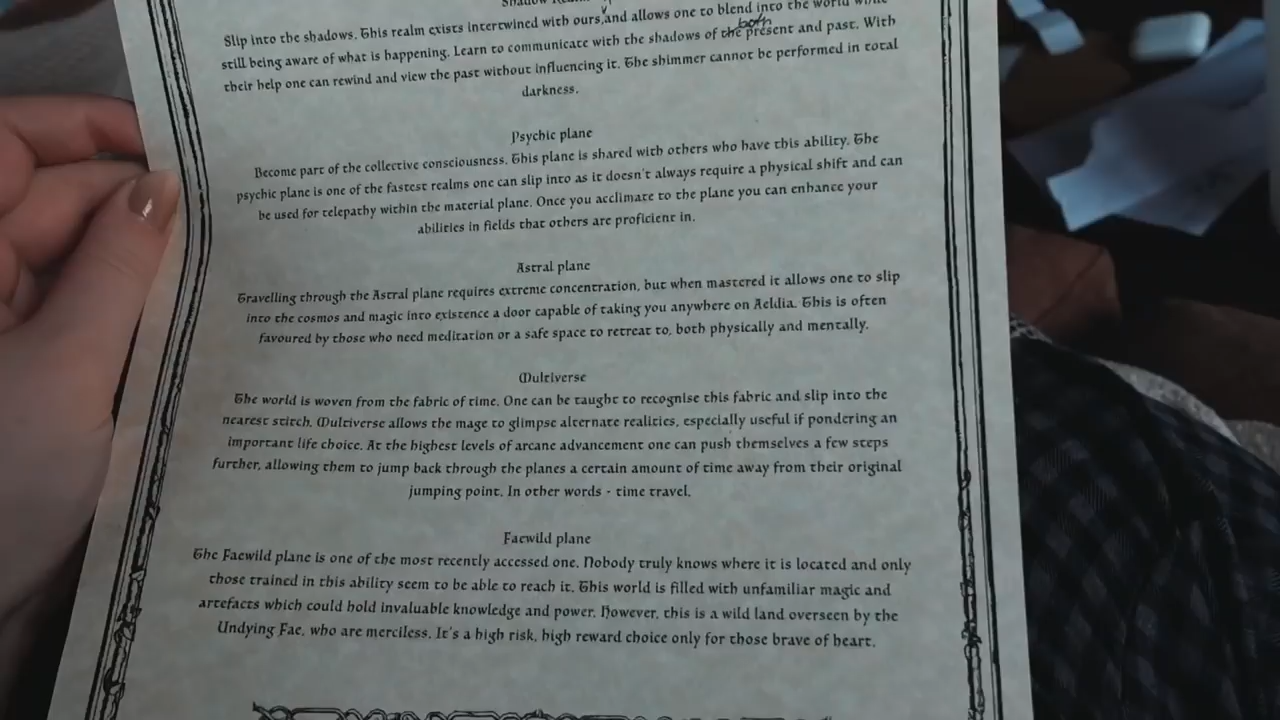 Shadow
Slip into the shadows. This realm exists intertwined with ours, and allows one to blend into the world while
still being aware of what is happening. Learn to communicate with the shadows of the both present and past. With
their help one can rewind and view the past without influencing it. The shimmer cannot be performed in total
darkness.
Psychic plane
Become part of the collective consciousness. This plane is shared with others who have this ability. The
psychic plane is one of the fastest realms one can slip into as it doesn't always require a physical shift and can
be used for telepathy within the material plane. Once you acclimate to the plane you can enhance your
abilities in fields that others are proficient in.
Astral plane
Travelling through the Astral plane requires extreme concentration, but when mastered it allows one to slip
into the cosmos and magic into existence a door capable of taking you anywhere on Aeldia. This is often
favoured by those who need meditation or a safe space to retreat to, both physically and mentally.
Multiverse
The world is woven from the fabric of time. One can be taught to recognise this fabric and slip into the
nearest stitch. Multiverse allows the mage to glimpse alternate realities, especially useful if pondering an
important life choice. At the highest levels of arcane advancement one can push themselves a few steps
further, allowing them to jump back through the planes a certain amount of time away from their original
jumping point. In other words - time travel.
Faewild plane
The Faewild plane is one of the most recently accessed one. Nobody truly knows where it is located and only
those trained in this ability seem to be able to reach it. This world is filled with unfamiliar magic and
artefacts which could hold invaluable knowledge and power. However, this is a wild land overseen by the
Undying Fae, who are merciless. It's a high risk, high reward choice only for those brave of heart.